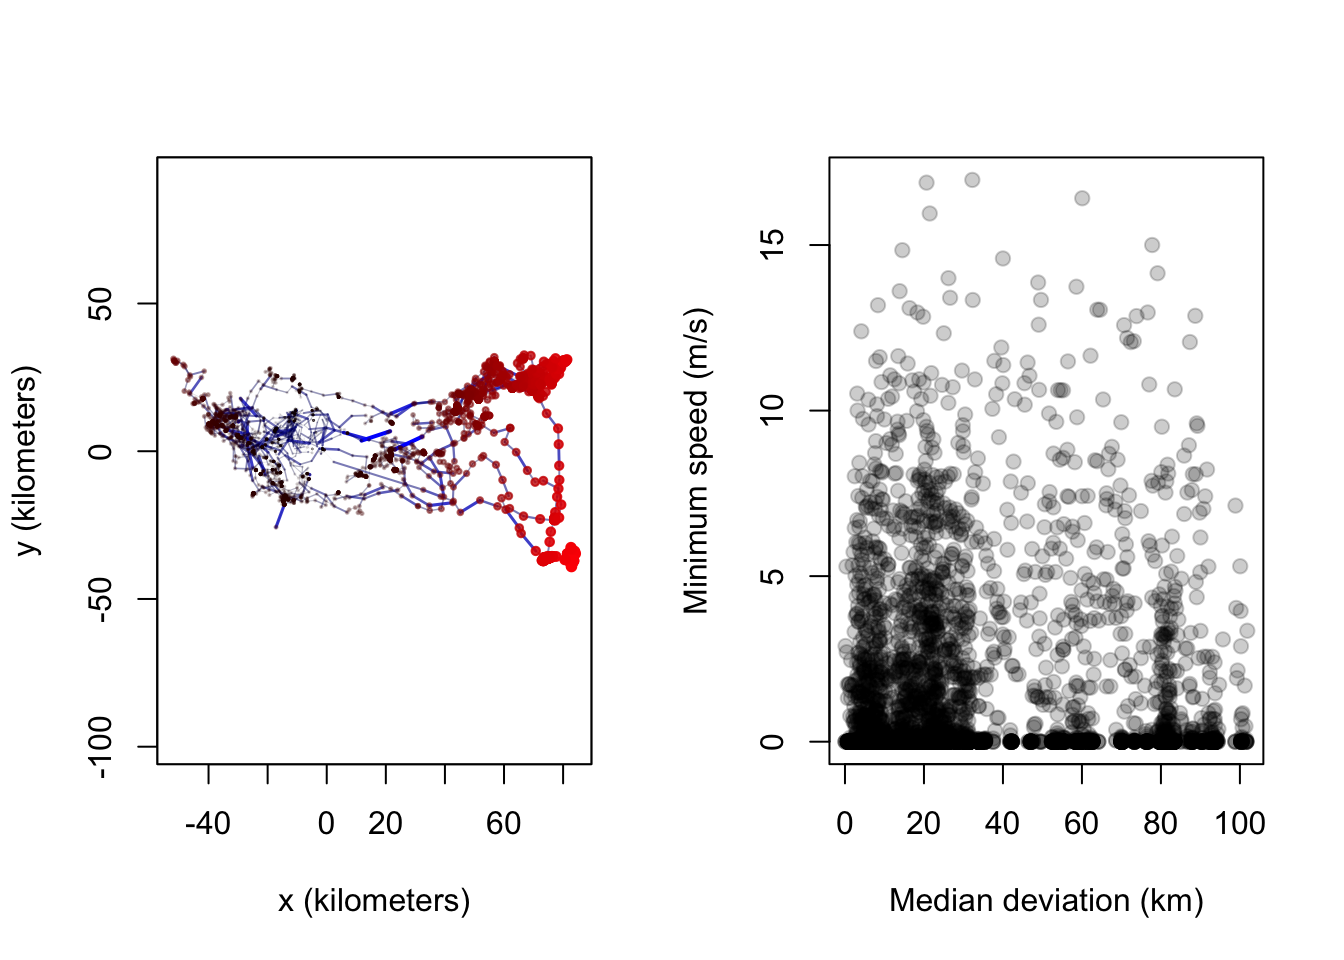 y (kilometers)
50
0
-50
-100
-40 0 20 60
x (kilometers)
Minimum speed (m/s)
15
10
5
0
0 20 40 60 80 100
Median deviation (km)